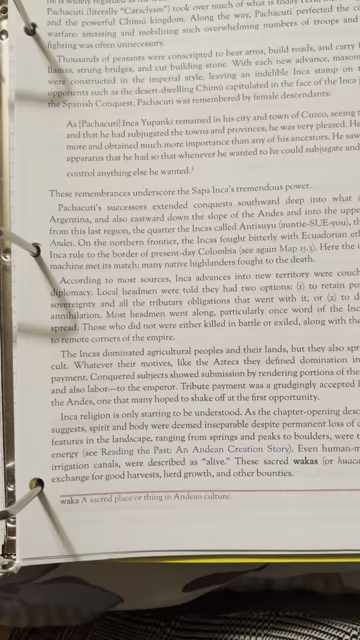 he is widely regarded as
Pachacuti (literally "Cataclysm") took over much of what is today
and the powerful Chimú kingdom. Along the way, Pachacuti perfected the
warfare: amassing and mobilizing such overwhelming numbers of troops and
fighting was often unnecessary.
Thousands of peasants were conscripted to bear arms, build roads, and carry
llamas, strung bridges, and cut building stone. With each new advance, mason
were constructed in the imperial style, leaving an indelible Inca stamp on
opponents such as the desert-dwelling Chimú capitulated in the face of the Inca
the Spanish Conquest, Pachacuti was remembered by female descendants:
As [Pachacuti] Inca Yupanki remained in his city and town of Cuzco, seeing
and that he had subjugated the towns and provinces, he was very pleased. He
more and obtained much more importance than any of his ancestors. He saw
apparatus that he had so that whenever he wanted to he could subjugate and
control anything else he wanted.³
These remembrances underscore the Sapa Inca's tremendous power.
Pachacuti's successors extended conquests southward deep into what
Argentina, and also eastward down the slope of the Andes and into the uppe
from this last region, the quarter the Incas called Antisuyu (auntie-SUE-you), th
Andes. On the northern frontier, the Incas fought bitterly with Ecuadorian eth
Inca rule to the border of present-day Colombia (see again Map 15.3). Here the i
machine met its match: many native highlanders fought to the death.
According to most sources, Inca advances into new territory were couch
diplomacy. Local headmen were told they had two options: (1) to retain po
sovereignty and all the tributary obligations that went with it, or (2) to d
annihilation. Most headmen went along, particularly once word of the Inc
spread. Those who did not were either killed in battle or exiled, along with the
to remote corners of the empire.
The Incas dominated agricultural peoples and their lands, but they also spr
cult. Whatever their motives, like the Aztecs they defined domination in
payment. Conquered subjects showed submission by rendering portions of the
and also labor—to the emperor. Tribute payment was a grudgingly accepted
the Andes, one that many hoped to shake off at the first opportunity.
Inca religion is only starting to be understood. As the chapter-opening desc
suggests, spirit and body were deemed inseparable despite permanent loss of
features in the landscape, ranging from springs and peaks to boulders, were t
energy (see Reading the Past: An Andean Creation Story). Even human-m
irrigation canals, were described as "alive." These sacred wakas (or huaca
exchange for good harvests, herd growth, and other bounties.
waka A sacred place or thing in Andean culture.